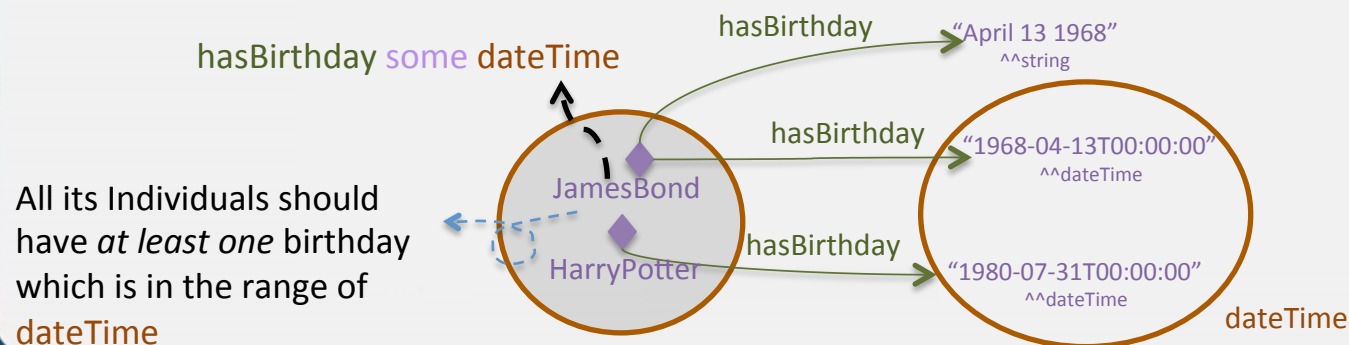 hasBirthday some dateTime
All its Individuals should
have at least one birthday
which is in the range of
dateTime
JamesBond
HarryPotter
hasBirthday
“April 13 1968”
^^string
hasBirthday
“1968-04-13T00:00:00”
^^dateTime
hasBirthday
“1980-07-31T00:00:00”
^^dateTime
dateTime